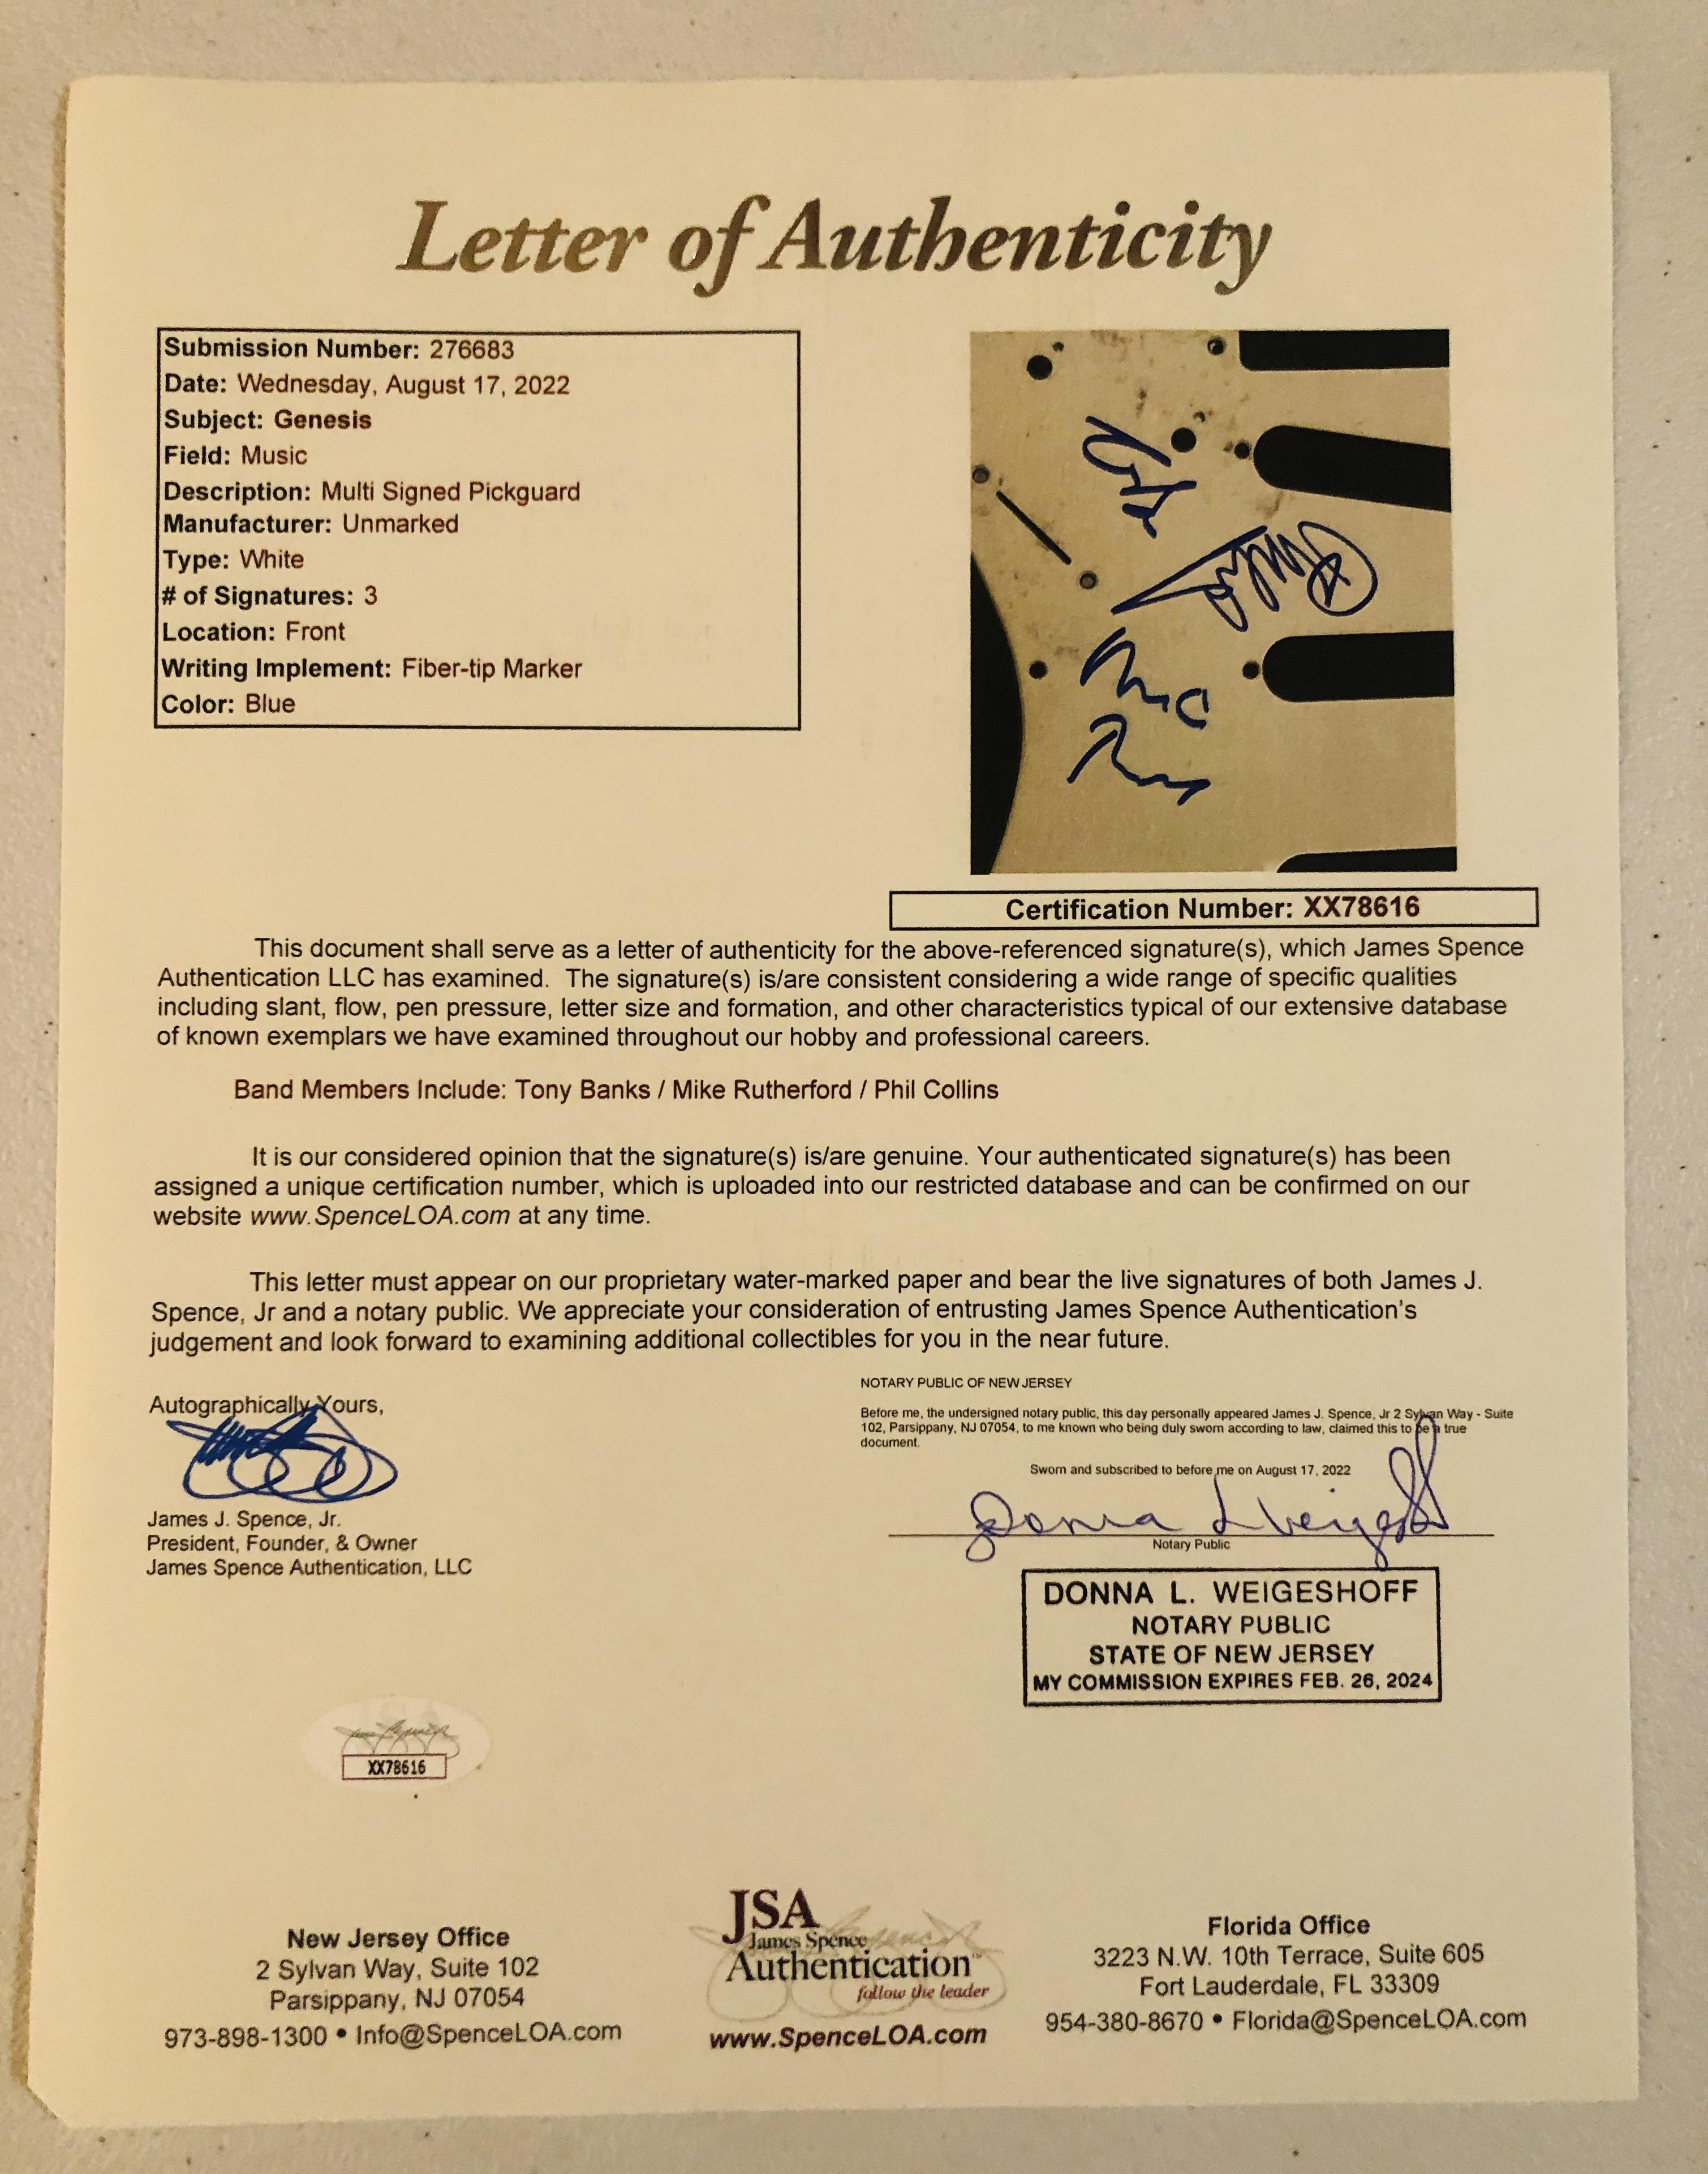 Letter of Authenticity
Submission Number: 276683
Date: Wednesday, August 17, 2022
Subject: Genesis
Field: Music
Description: Multi Signed Pickguard
Manufacturer: Unmarked
Type: White
# of Signatures: 3
Location: Front
Writing Implement: Fiber-tip Marker
Color: Blue
Certification Number: XX78616
This document shall serve as a letter of authenticity for the above-referenced signature(s), which James Spence
Authentication LLC has examined. The signature(s) is/are consistent considering a wide range of specific qualities
including slant, flow, pen pressure, letter size and formation, and other characteristics typical of our extensive database
of known exemplars we have examined throughout our hobby and professional careers.
Band Members Include: Tony Banks / Mike Rutherford / Phil Collins
It is our considered opinion that the signature(s) is/are genuine. Your authenticated signature(s) has been
assigned a unique certification number, which is uploaded into our restricted database and can be confirmed on our
website www.SpenceLOA.com at any time.
This letter must appear on our proprietary water-marked paper and bear the live signatures of both James J.
Spence, Jr and a notary public. We appreciate your consideration of entrusting James Spence Authentication's
judgement and look forward to examining additional collectibles for you in the near future.
Autographically Yours,
James J. Spence, Jr.
President, Founder, & Owner
James Spence Authentication, LLC
NOTARY PUBLIC OF NEW JERSEY
Before me, the undersigned notary public, this day personally appeared James J. Spence, Jr 2 Sylvan Way - Suite
102, Parsippany, NJ 07054, to me known who being duly sworn according to law, claimed this to be a true
document.
Sworn and subscribed to before me on August 17, 2022
Donna L Weigeshoff
Notary Public
DONNA L. WEIGESHOFF
NOTARY PUBLIC
STATE OF NEW JERSEY
MY COMMISSION EXPIRES FEB. 26, 2024
XX78616
New Jersey Office
2 Sylvan Way, Suite 102
Parsippany, NJ 07054
973-898-1300 • Info@SpenceLOA.com
JSA
James Spence
Authentication™
follow the leader
www.SpenceLOA.com
Florida Office
3223 N.W. 10th Terrace, Suite 605
Fort Lauderdale, FL 33309
954-380-8670 • Florida@SpenceLOA.com